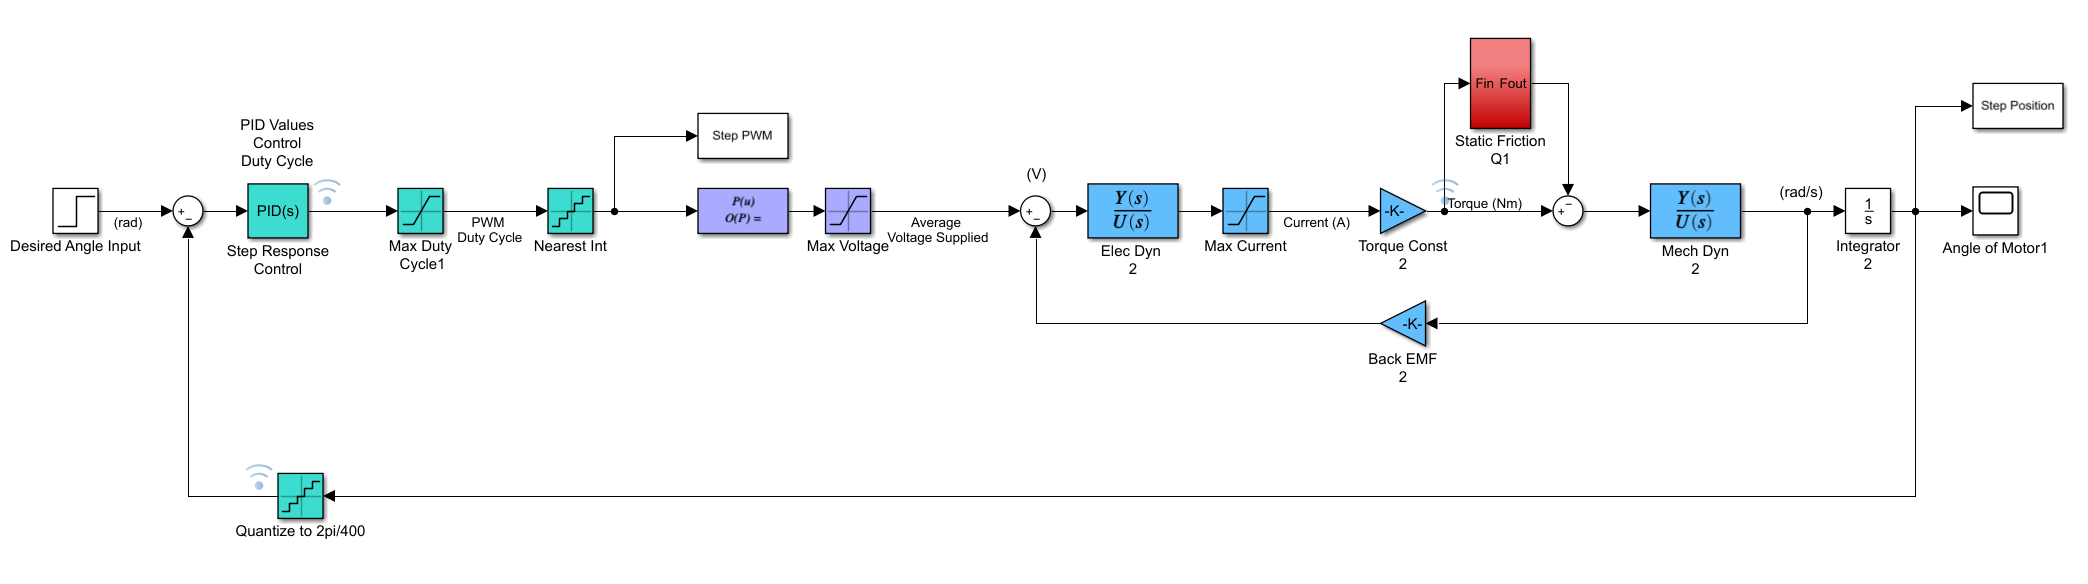 PID Values
Control
Duty Cycle
Fin Fout
Static Friction
Q1
Step Position
Step PWM
(V)
(rad/s)
(rad)
Desired Angle Input
+
−
PID(s)
Step Response
Control
Max Duty
Cycle1
PWM
Duty Cycle
Nearest Int
P(u)
O(P) =
Max Voltage
Average
Voltage Supplied
+
−
Y(s)
U(s)
Elec Dyn
2
Max Current
Current (A)
-K-
Torque Const
2
Torque (Nm)
−
+
Y(s)
U(s)
Mech Dyn
2
1
s
Integrator
2
Angle of Motor1
-K-
Back EMF
2
Quantize to 2pi/400